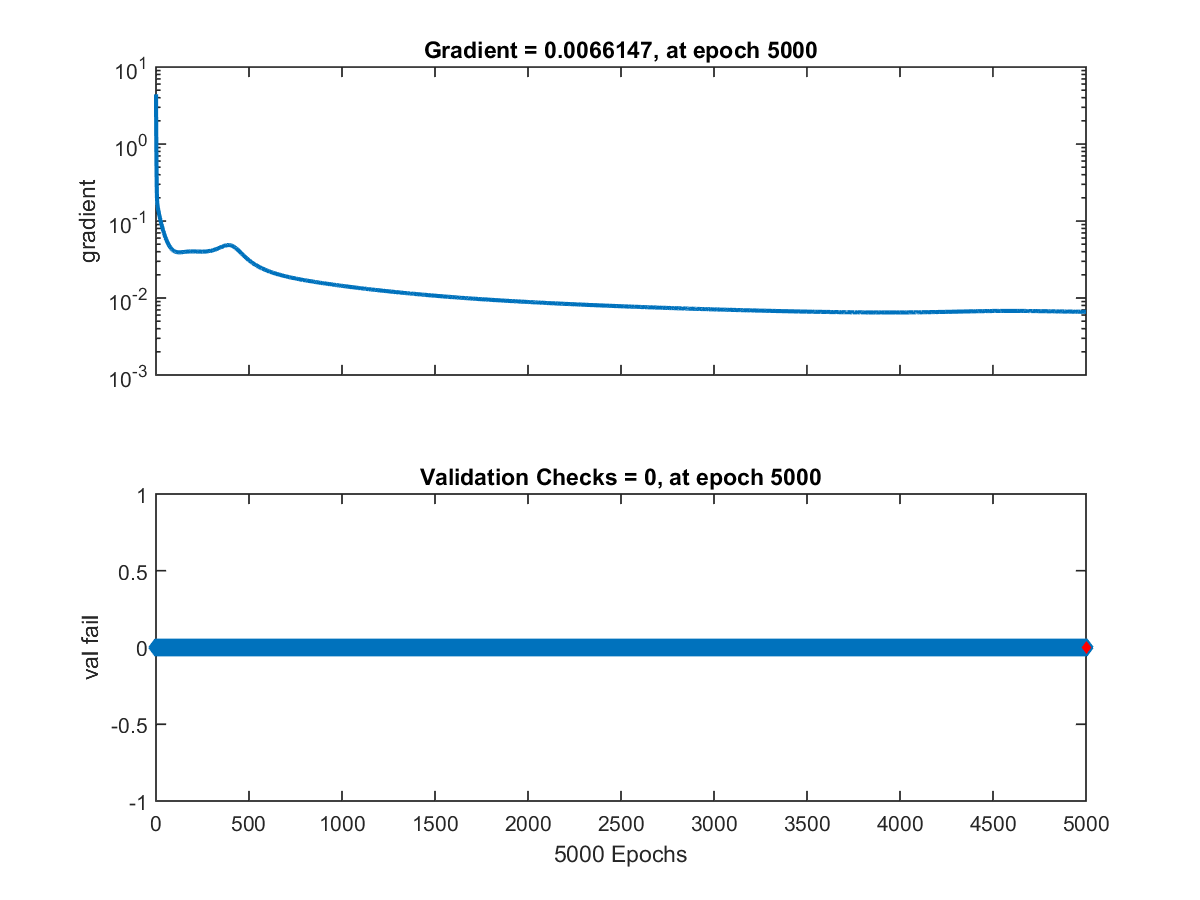 Gradient = 0.0066147, at epoch 5000
10^1
10^0
10^-1
10^-2
10^-3
gradient
Validation Checks = 0, at epoch 5000
1
0.5
0
-0.5
-1
val fail
0 500 1000 1500 2000 2500 3000 3500 4000 4500 5000
5000 Epochs